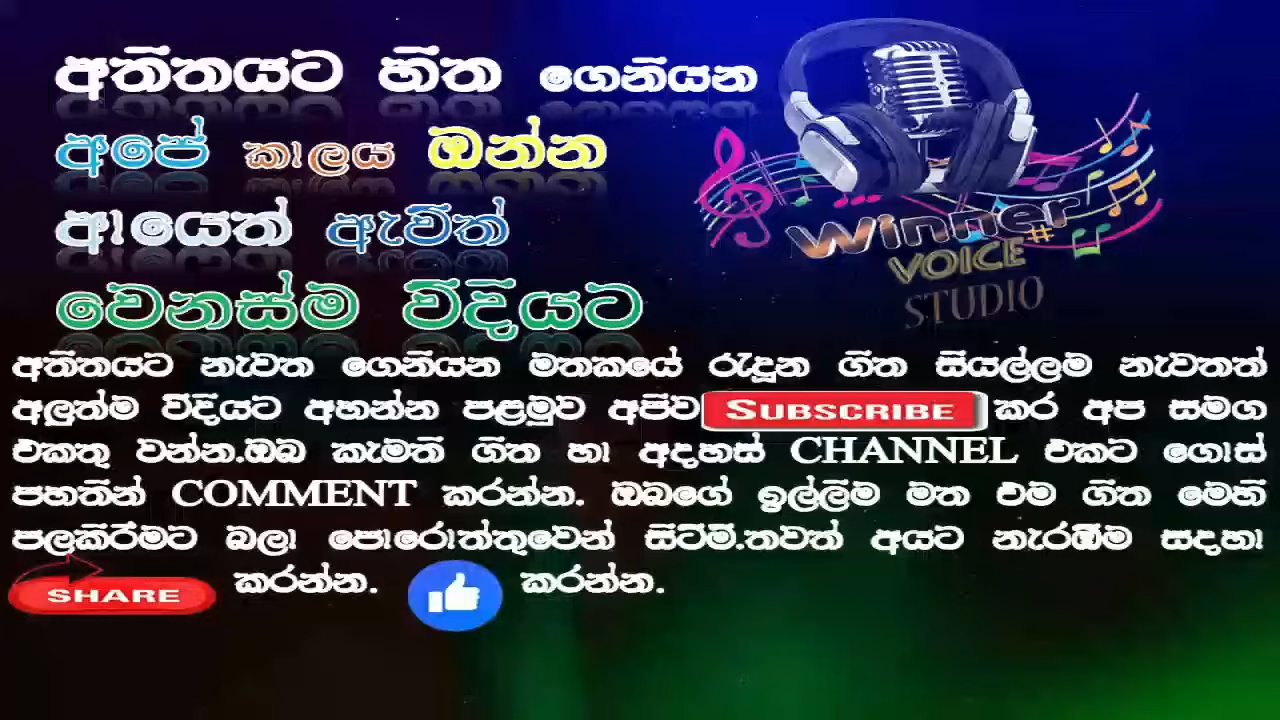 අතීතයට හිත ගෙනියන
අපේ කාලය ඔන්න
ආයෙත් ඇවිත්
වෙනස්ම විදියට
Winner
VOICE #
STUDIO
අතීතයට නැවත ගෙනියන මතකයේ රැඳූන ගීත සියල්ලම නැවතත්
අලුත්ම විදියට අහන්න පළමුව අපිව SUBSCRIBE කර අප සමග
එකතු වන්න.ඔබ කැමති ගීත හා අදහස් CHANNEL එකට ගොස්
පහතින් COMMENT කරන්න. ඔබගේ ඉල්ලීම මත එම ගීත මෙහි
පලකිරීමට බලා පොරොත්තුවෙන් සිටිමි.තවත් අයට නැරඹීම සදහා
SHARE කරන්න. කරන්න.